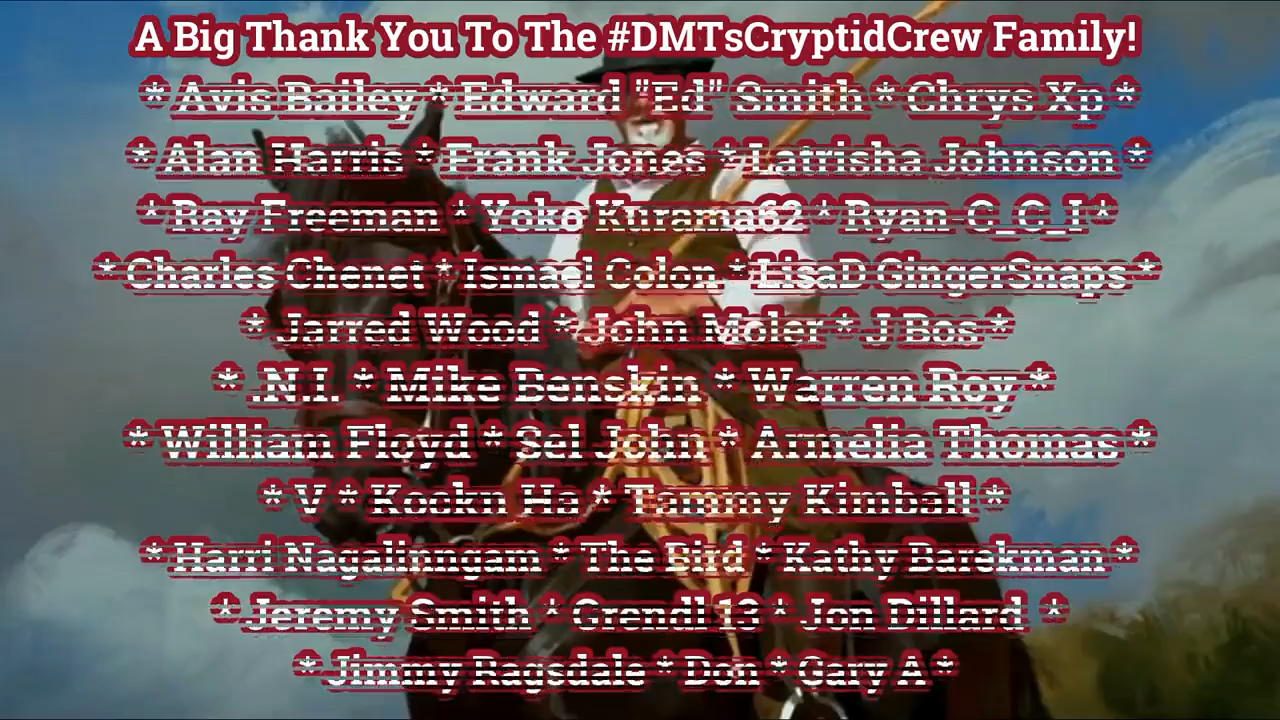 A Big Thank You To The #DMTsCryptidCrew Family!
* Avis Bailey * Edward "Ed" Smith * Chrys Xp *
* Alan Harris * Frank Jones * Latrisha Johnson *
* Ray Freeman * Yoko Kurama62 * Ryan-C_C_I *
* Charles Chenet * Ismael Colon * LisaD GingerSnaps *
* Jarred Wood * John Moler * J Bos *
* .N.I. * Mike Benskin * Warren Roy *
* William Floyd * Sel John * Armelia Thomas *
* V * Kookn Ha * Tammy Kimball *
* Harri Nagalinngam * The Bird * Kathy Barekman *
* Jeremy Smith * Grendl 13 * Jon Dillard *
* Jimmy Ragsdale * Don * Gary A *